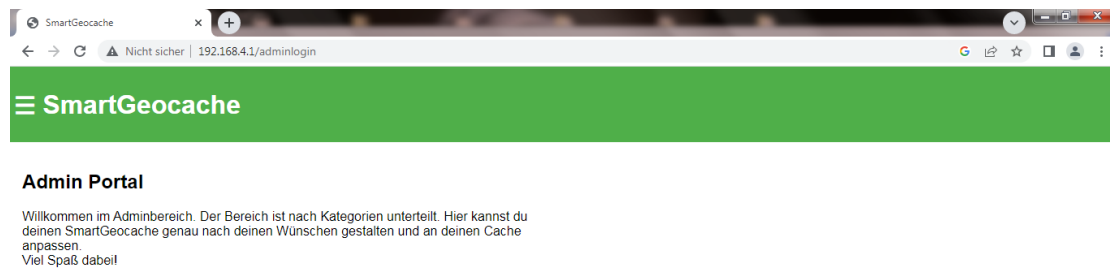 SmartGeocache
Nicht sicher | 192.168.4.1/adminlogin
☰ SmartGeocache
Admin Portal
Willkommen im Adminbereich. Der Bereich ist nach Kategorien unterteilt. Hier kannst du
deinen SmartGeocache genau nach deinen Wünschen gestalten und an deinen Cache
anpassen.
Viel Spaß dabei!